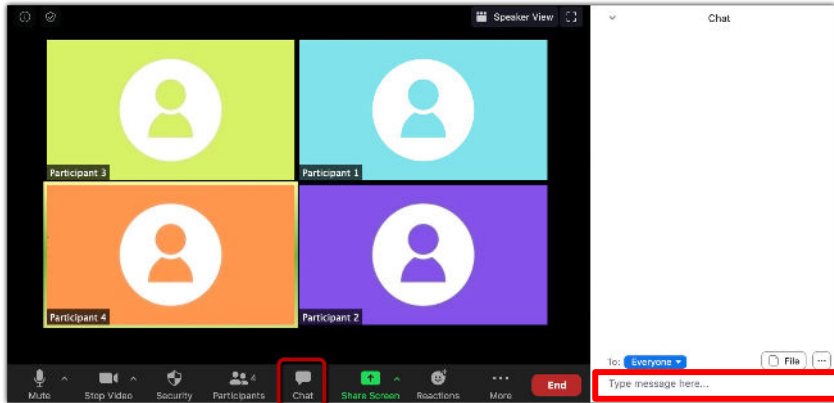 Speaker View
Chat
Participant 3
Participant 1
Participant 4
Participant 2
To: Everyone
File
Type message here...
4
Mute
Stop Video
Security
Participants
Chat
Share Screen
Reactions
More
End